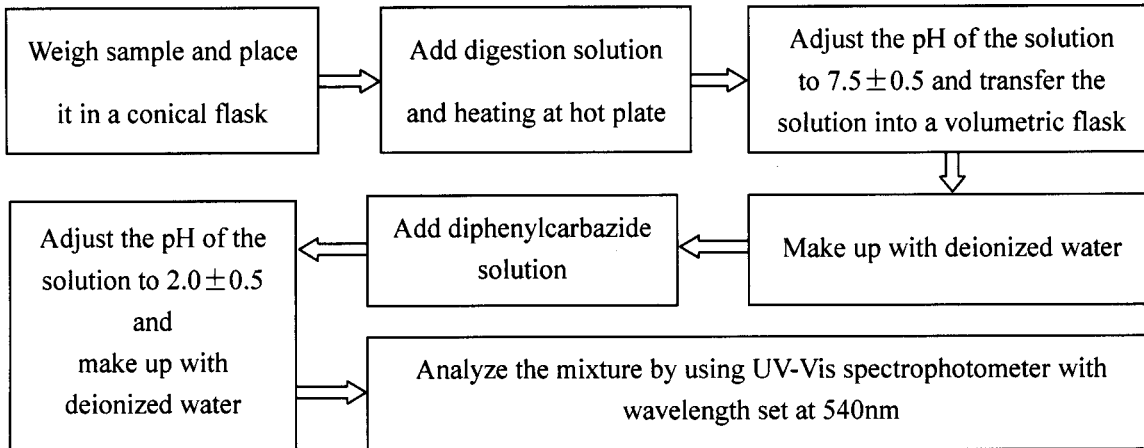 Weigh sample and place
it in a conical flask
Add digestion solution
and heating at hot plate
Adjust the pH of the solution
to 7.5±0.5 and transfer the
solution into a volumetric flask
Make up with deionized water
Add diphenylcarbazide
solution
Adjust the pH of the
solution to 2.0±0.5
and
make up with
deionized water
Analyze the mixture by using UV-Vis spectrophotometer with
wavelength set at 540nm